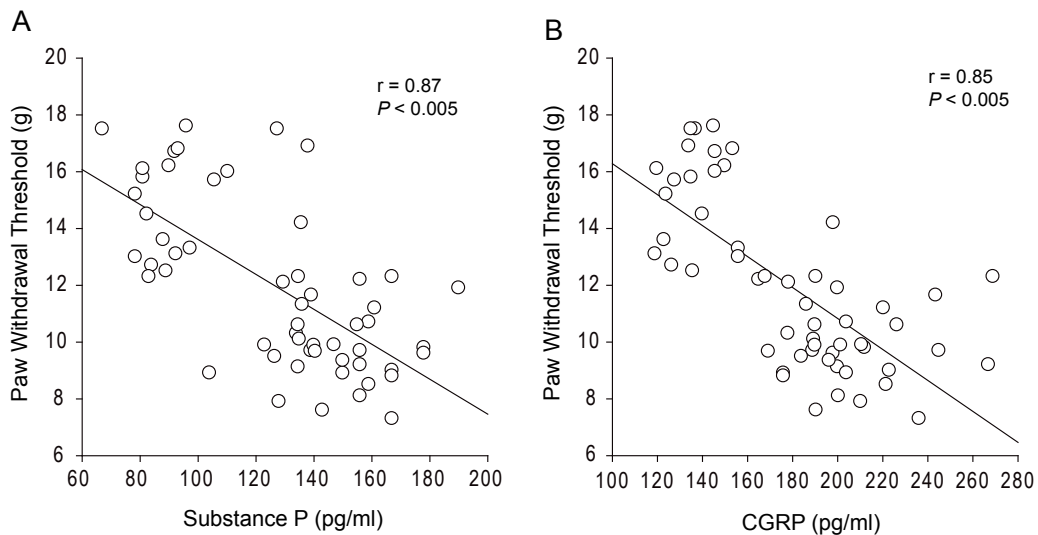 A
B
r = 0.87
P < 0.005
r = 0.85
P < 0.005
Paw Withdrawal Threshold (g)
20
18
16
14
12
10
8
6
60 80 100 120 140 160 180 200
Substance P (pg/ml)
Paw Withdrawal Threshold (g)
20
18
16
14
12
10
8
6
100 120 140 160 180 200 220 240 260 280
CGRP (pg/ml)